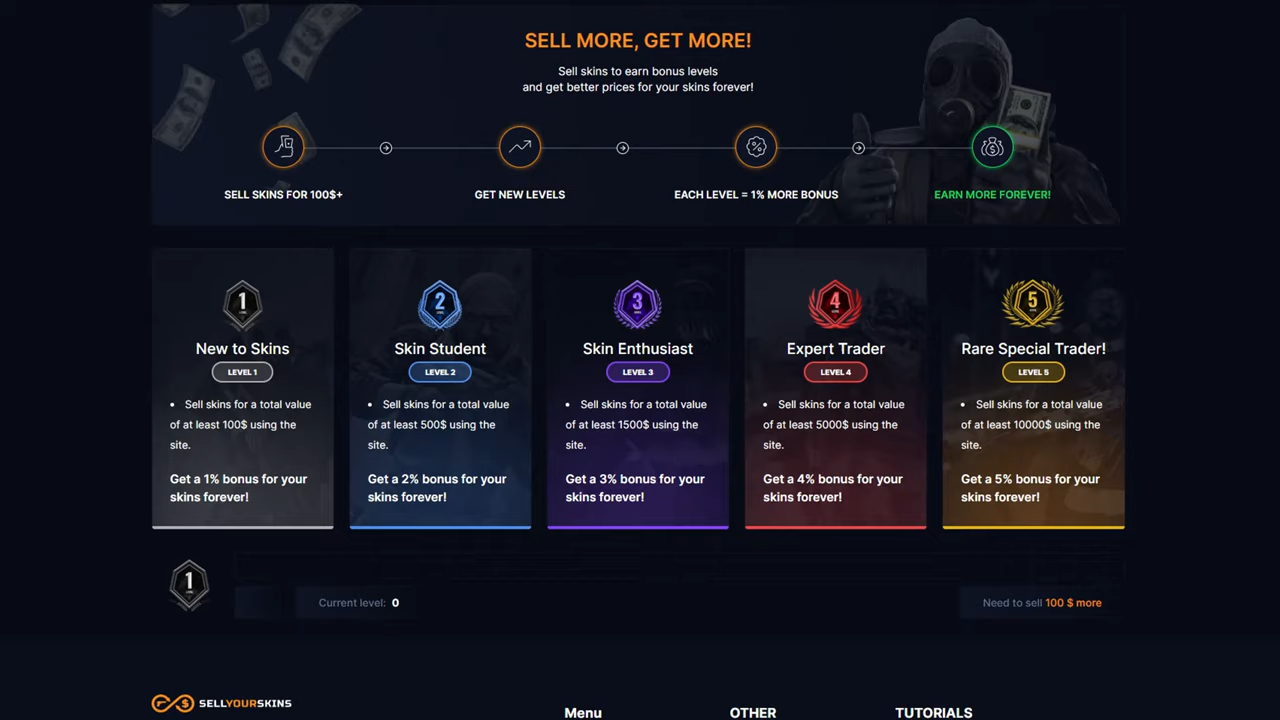 SELL MORE, GET MORE!
Sell skins to earn bonus levels
and get better prices for your skins forever!
SELL SKINS FOR 100$+
GET NEW LEVELS
EACH LEVEL = 1% MORE BONUS
EARN MORE FOREVER!
1
New to Skins
LEVEL 1
• Sell skins for a total value
of at least 100$ using the
site.
Get a 1% bonus for your
skins forever!
2
Skin Student
LEVEL 2
• Sell skins for a total value
of at least 500$ using the
site.
Get a 2% bonus for your
skins forever!
3
Skin Enthusiast
LEVEL 3
• Sell skins for a total value
of at least 1500$ using the
site.
Get a 3% bonus for your
skins forever!
4
Expert Trader
LEVEL 4
• Sell skins for a total value
of at least 5000$ using the
site.
Get a 4% bonus for your
skins forever!
5
Rare Special Trader!
LEVEL 5
• Sell skins for a total value
of at least 10000$ using the
site.
Get a 5% bonus for your
skins forever!
1
Current level: 0
Need to sell 100 $ more
SELLYOURSKINS
Menu
OTHER
TUTORIALS